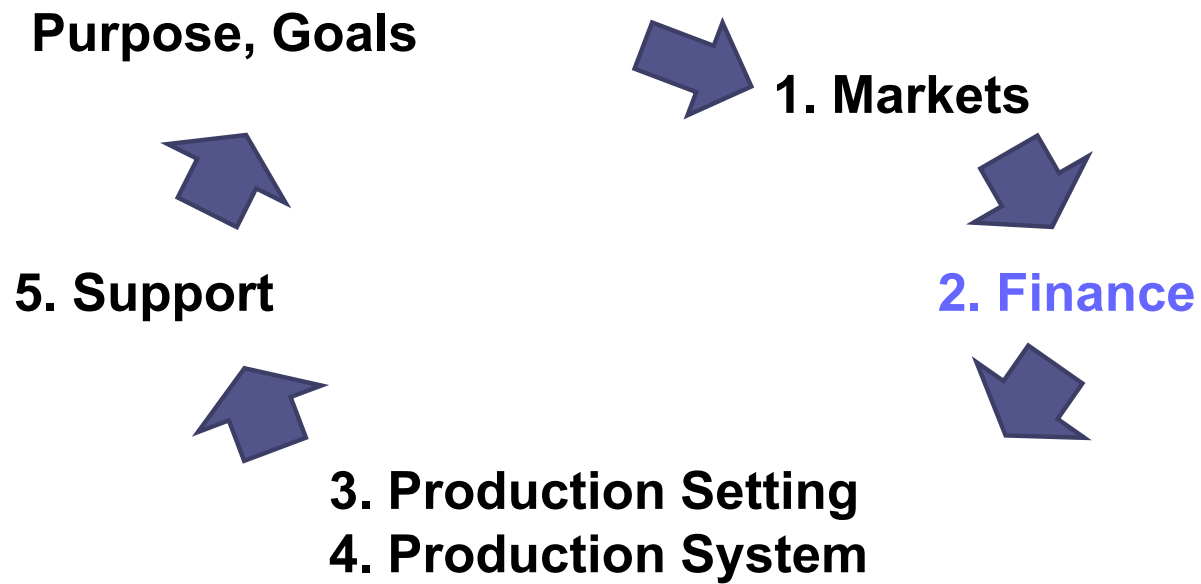 Purpose, Goals
1. Markets
2. Finance
3. Production Setting
4. Production System
5. Support